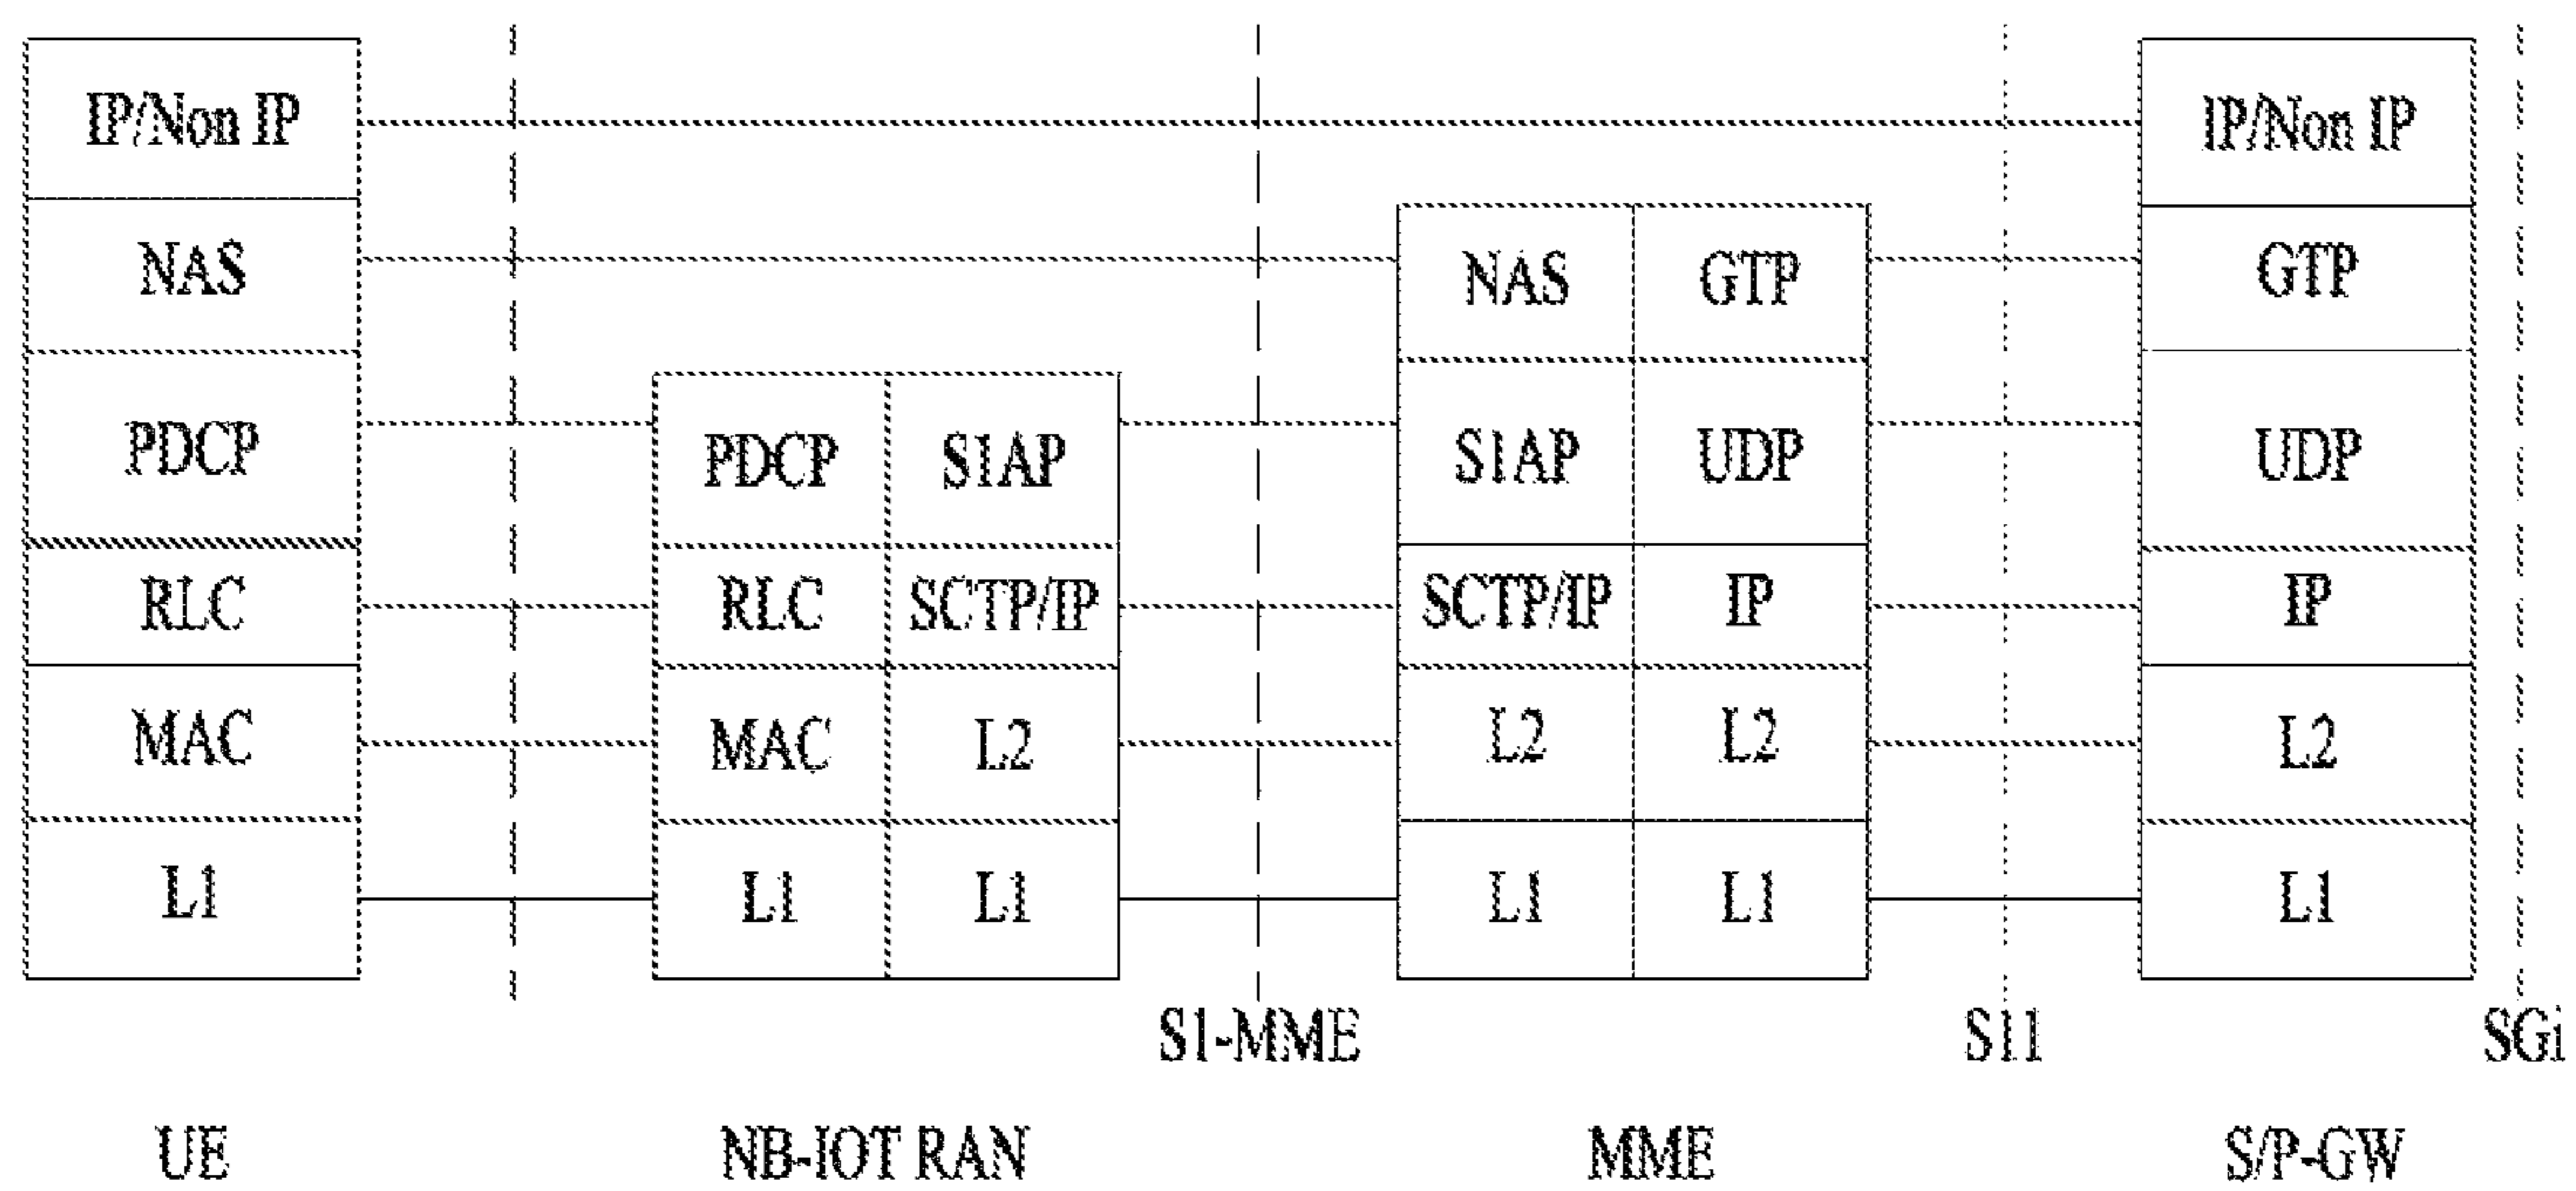 IP/Non IP
IP/Non IP
NAS
NAS
GTP
GTP
PDCP
PDCP
S1AP
S1AP
UDP
UDP
RLC
RLC
SCTP/IP
SCTP/IP
IP
IP
MAC
MAC
L2
L2
L2
L2
L1
L1
L1
L1
L1
L1
S1-MME
S11
SGi
UE
NB-IOT RAN
MME
S/P-GW